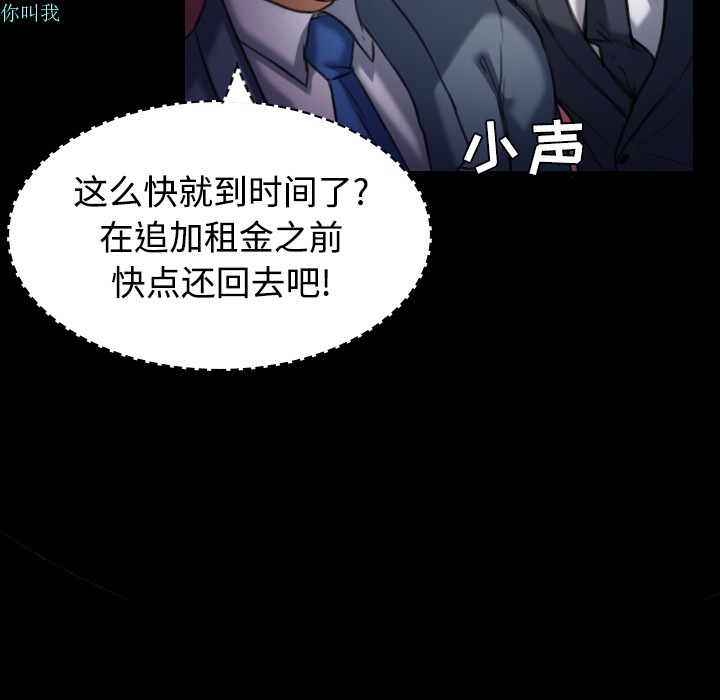 你叫我
小声
这么快就到时间了?
在追加租金之前
快点还回去吧!